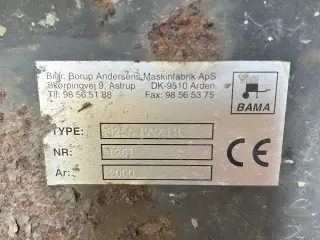 Brdr. Borup Andersens Maskinfabrik ApS
Skørpingvej 9, Astrup DK-9510 Arden
Tlf: 98 56 51 88 Fax: 98 56 53 75
BAMA
TYPE:
NR:
År: 2000
CE